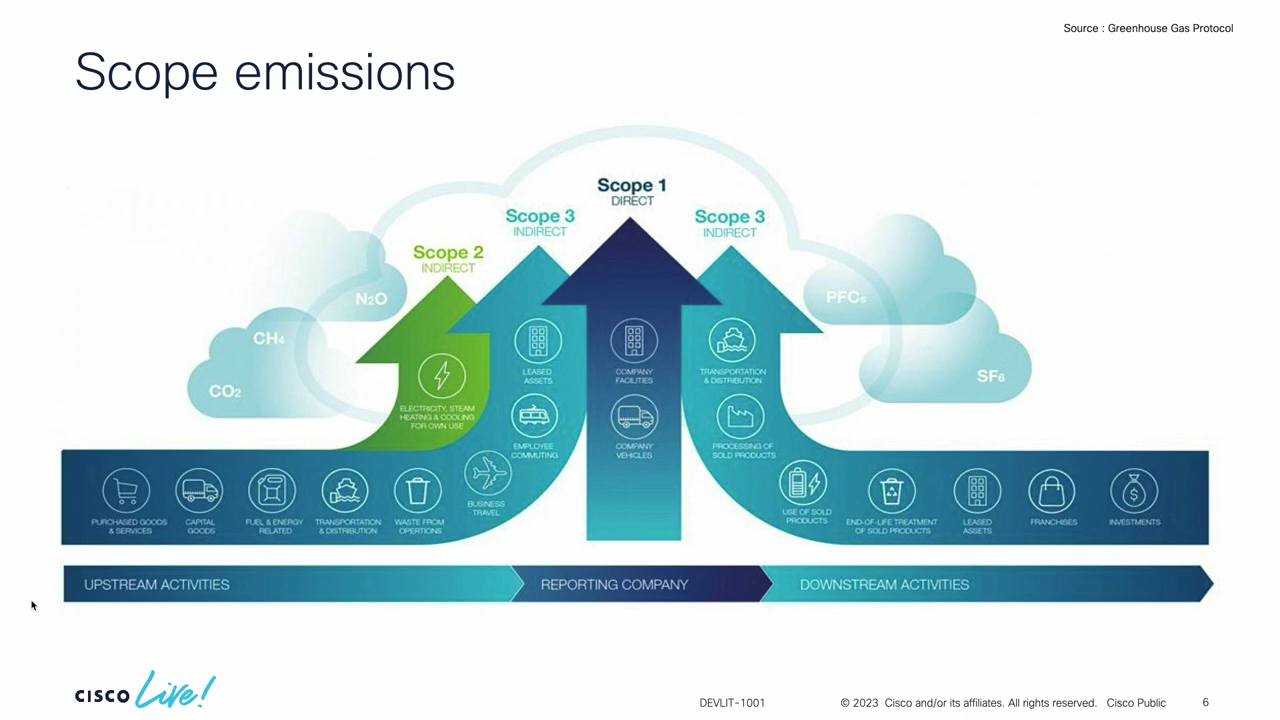 Source : Greenhouse Gas Protocol
Scope emissions
Scope 1
DIRECT
Scope 3
INDIRECT
Scope 3
INDIRECT
Scope 2
INDIRECT
N2O
CH4
CO2
PFCs
SF6
ELECTRICITY, STEAM
HEATING & COOLING
FOR OWN USE
LEASED
ASSETS
EMPLOYEE
COMMUTING
BUSINESS
TRAVEL
COMPANY
FACILITIES
COMPANY
VEHICLES
TRANSPORTATION
& DISTRIBUTION
PROCESSING OF
SOLD PRODUCTS
USE OF SOLD
PRODUCTS
PURCHASED GOODS
& SERVICES
CAPITAL
GOODS
FUEL & ENERGY
RELATED
TRANSPORTATION
& DISTRIBUTION
WASTE FROM
OPERTIONS
END-OF-LIFE TREATMENT
OF SOLD PRODUCTS
LEASED
ASSETS
FRANCHISES
INVESTMENTS
UPSTREAM ACTIVITIES
REPORTING COMPANY
DOWNSTREAM ACTIVITIES
CISCO Live!
DEVLIT-1001
© 2023 Cisco and/or its affiliates. All rights reserved. Cisco Public
6